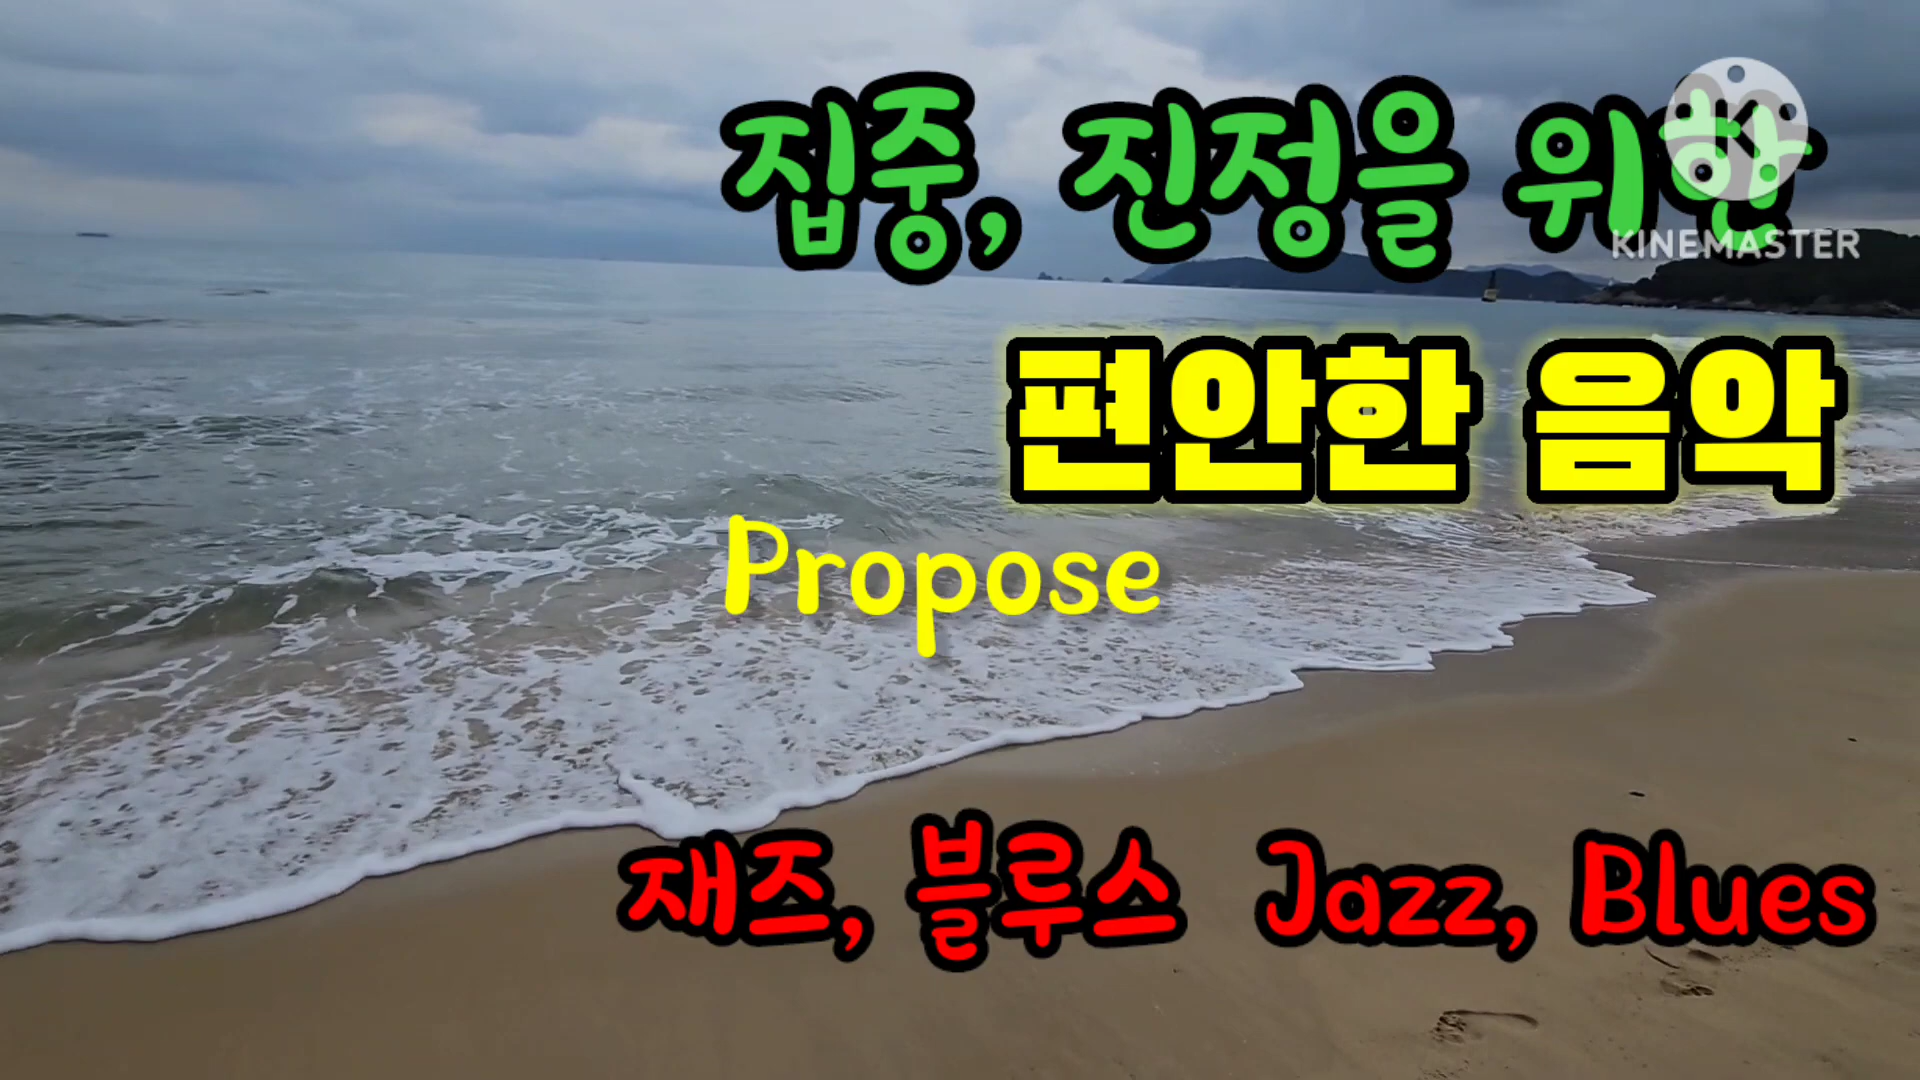 집중, 진정을 위한
KINEMASTER
편안한 음악
Propose
재즈, 블루스 Jazz, Blues